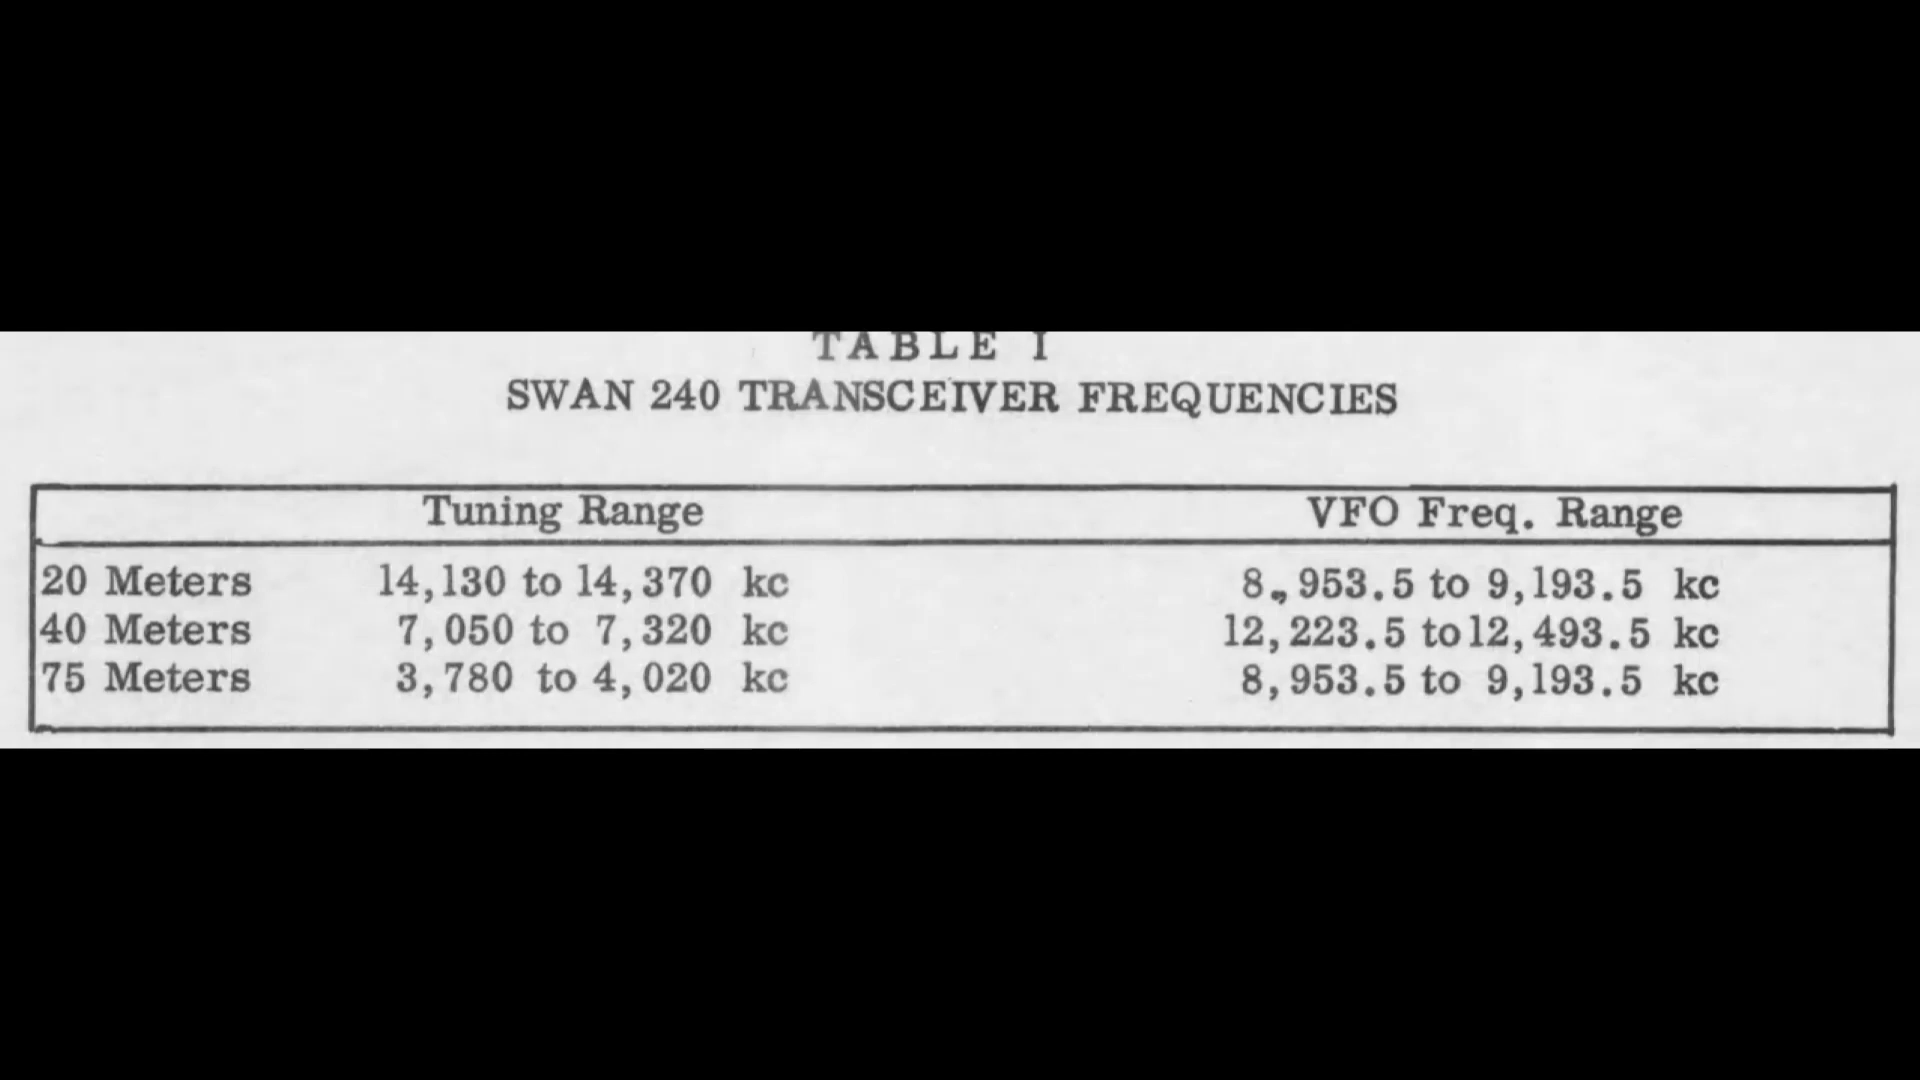 TABLE I
SWAN 240 TRANSCEIVER FREQUENCIES
Tuning Range VFO Freq. Range
20 Meters 14,130 to 14,370 kc 8,953.5 to 9,193.5 kc
40 Meters 7,050 to 7,320 kc 12,223.5 to 12,493.5 kc
75 Meters 3,780 to 4,020 kc 8,953.5 to 9,193.5 kc